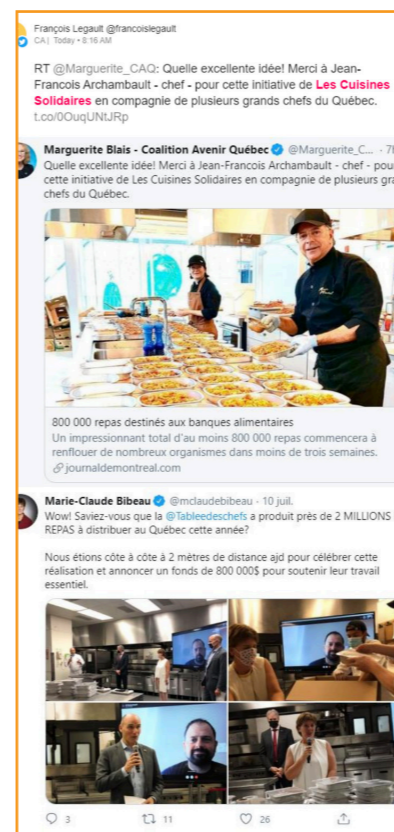 François Legault @francoislegault
CA | Today • 8:16 AM
RT @Marguerite_CAQ: Quelle excellente idée! Merci à Jean-
Francois Archambault - chef - pour cette initiative de Les Cuisines
Solidaires en compagnie de plusieurs grands chefs du Québec.
t.co/0OuqUNtJRp
Marguerite Blais - Coalition Avenir Québec @Marguerite_C... · 7h
Quelle excellente idée! Merci à Jean-Francois Archambault - chef - pour
cette initiative de Les Cuisines Solidaires en compagnie de plusieurs gra
chefs du Québec.
800 000 repas destinés aux banques alimentaires
Un impressionnant total d'au moins 800 000 repas commencera à
renflouer de nombreux organismes dans moins de trois semaines.
journaldemontreal.com
Marie-Claude Bibeau @mclaudebibeau · 10 juil.
Wow! Saviez-vous que la @Tableedeschefs a produit près de 2 MILLIONS
REPAS à distribuer au Québec cette année?
Nous étions côte à côte à 2 mètres de distance ajd pour célébrer cette
réalisation et annoncer un fonds de 800 000$ pour soutenir leur travail
essentiel.
3 11 26